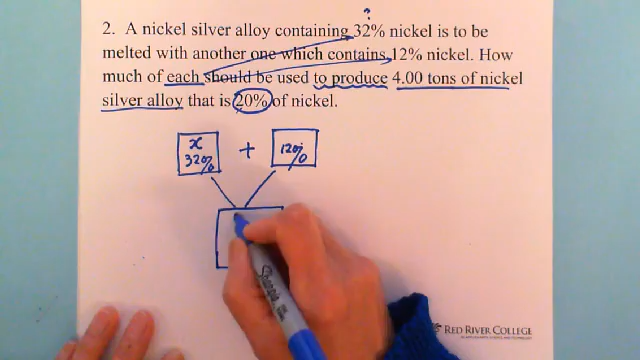 ?
2. A nickel silver alloy containing 32% nickel is to be
melted with another one which contains 12% nickel. How
much of each should be used to produce 4.00 tons of nickel
silver alloy that is 20% of nickel.
x
32%
+
12%
Sharpie
RED RIVER COLLEGE